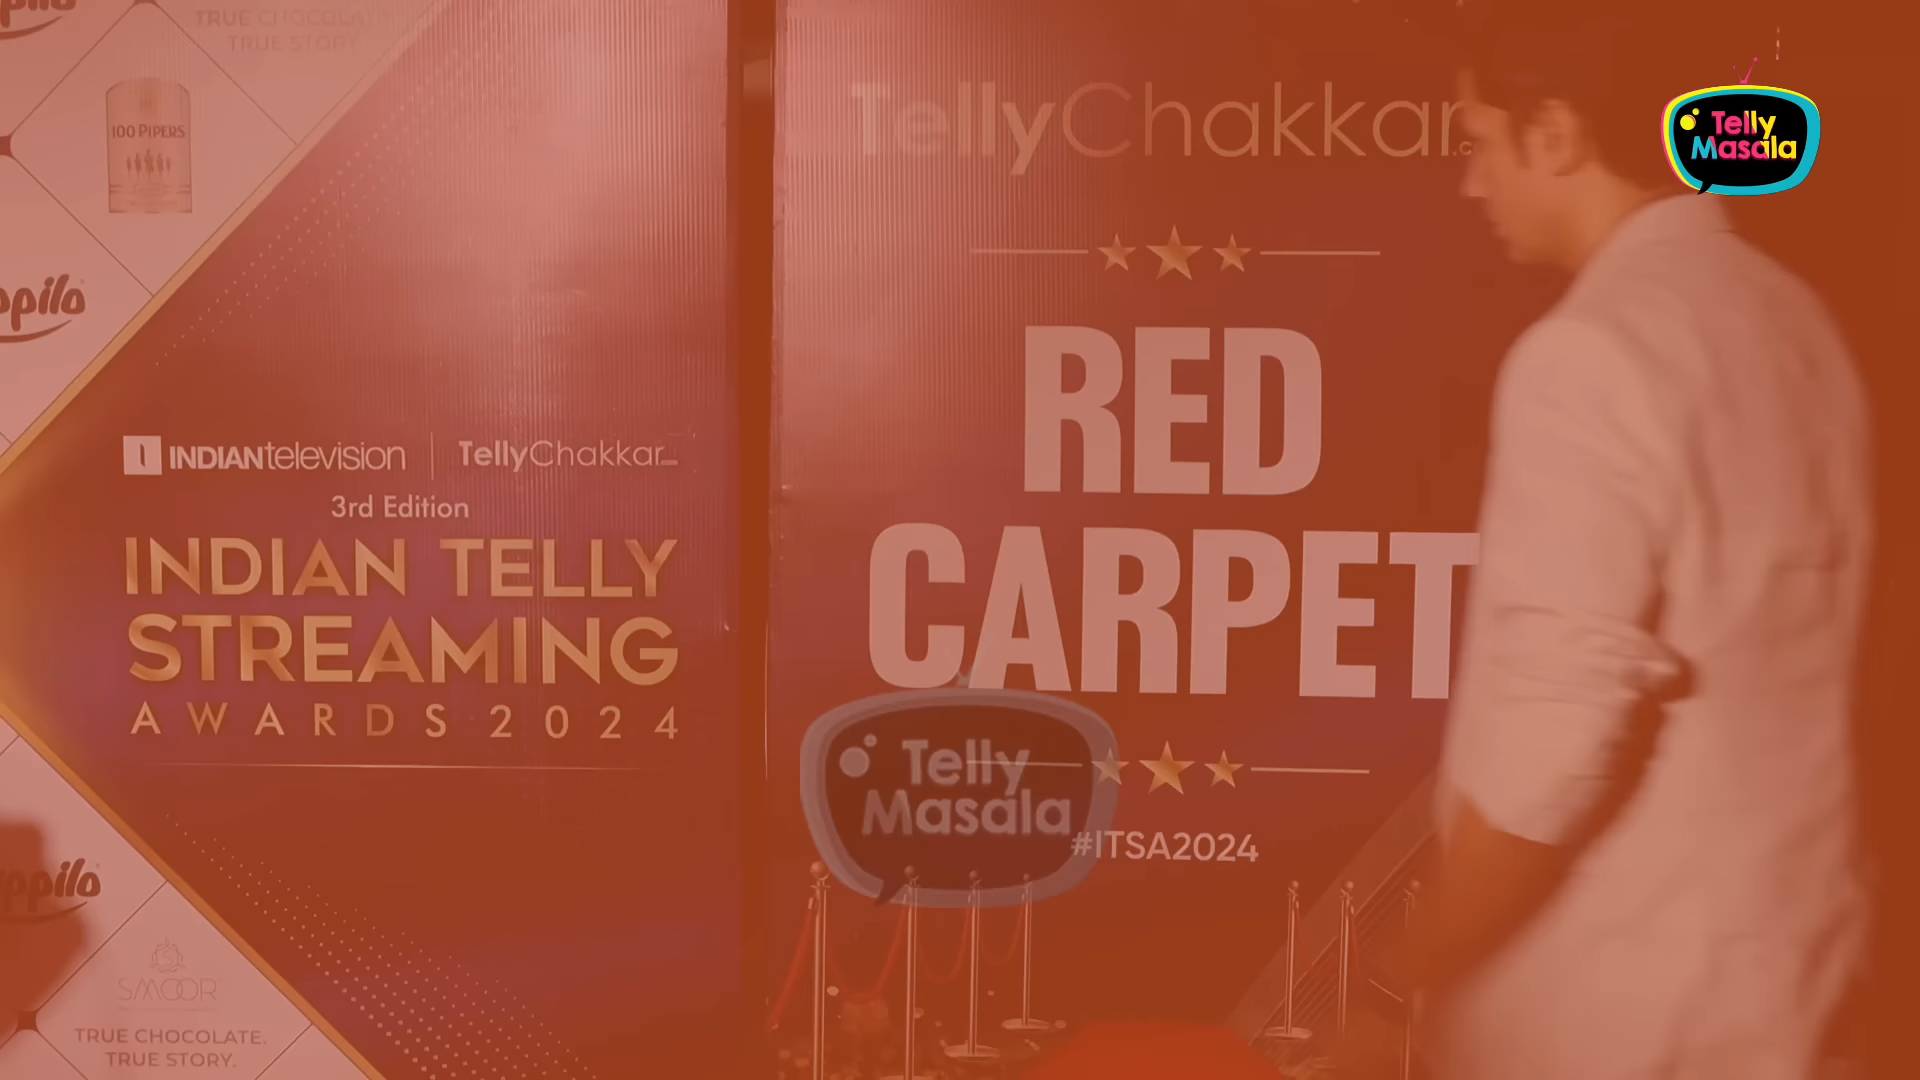 TRUE CHOCOLATE.
TRUE STORY.
100 PIPERS
INDIANtelevision
TellyChakkar
3rd Edition
INDIAN TELLY
STREAMING
AWARDS 2024
SMOOR
TRUE CHOCOLATE.
TRUE STORY.
TellyChakkar
RED
CARPET
#ITSA2024
Telly
Masala
Telly
Masala